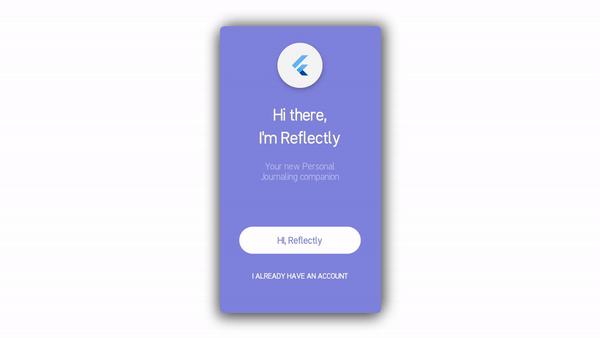 Hi there,
I'm Reflectly
Your new Personal
Journaling companion
Hi, Reflectly
I ALREADY HAVE AN ACCOUNT